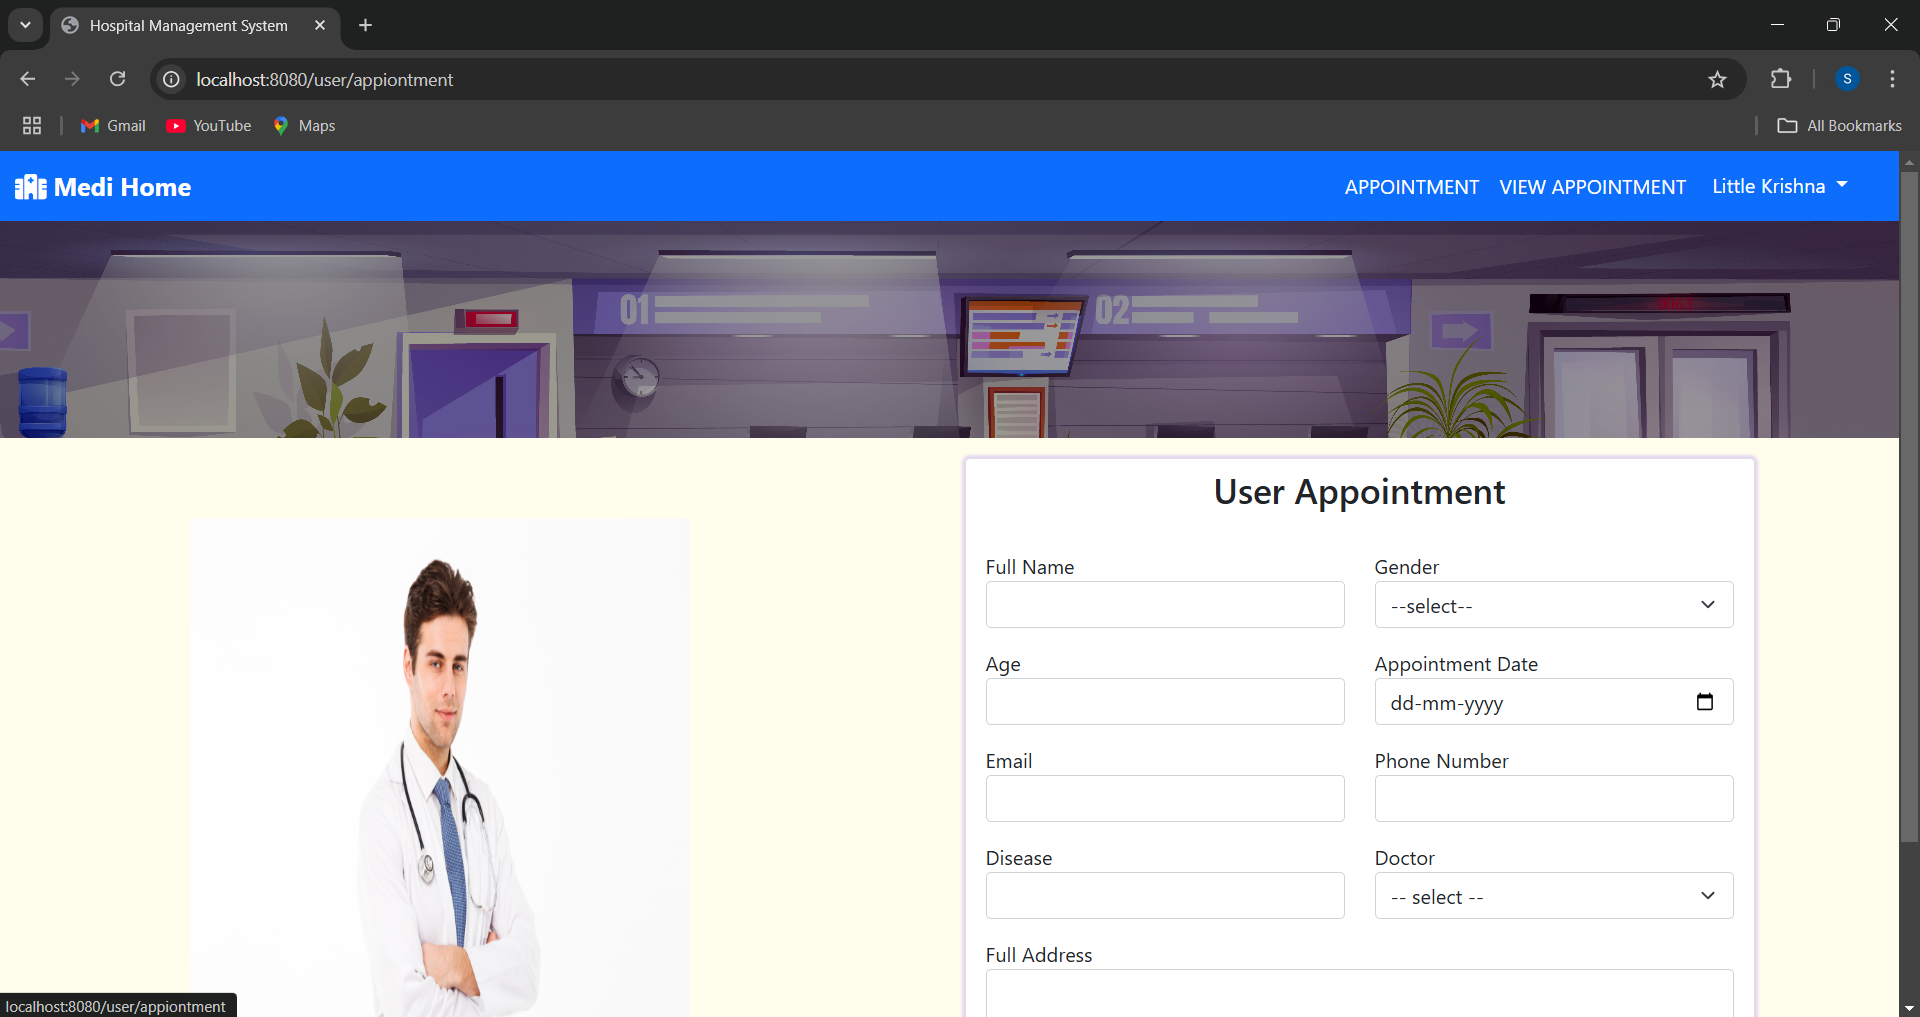 Hospital Management System
localhost:8080/user/appiontment
S
Gmail
YouTube
Maps
All Bookmarks
Medi Home
APPOINTMENT
VIEW APPOINTMENT
Little Krishna
01
02
User Appointment
Full Name
Gender
--select--
Age
Appointment Date
dd-mm-yyyy
Email
Phone Number
Disease
Doctor
-- select --
Full Address
localhost:8080/user/appiontment